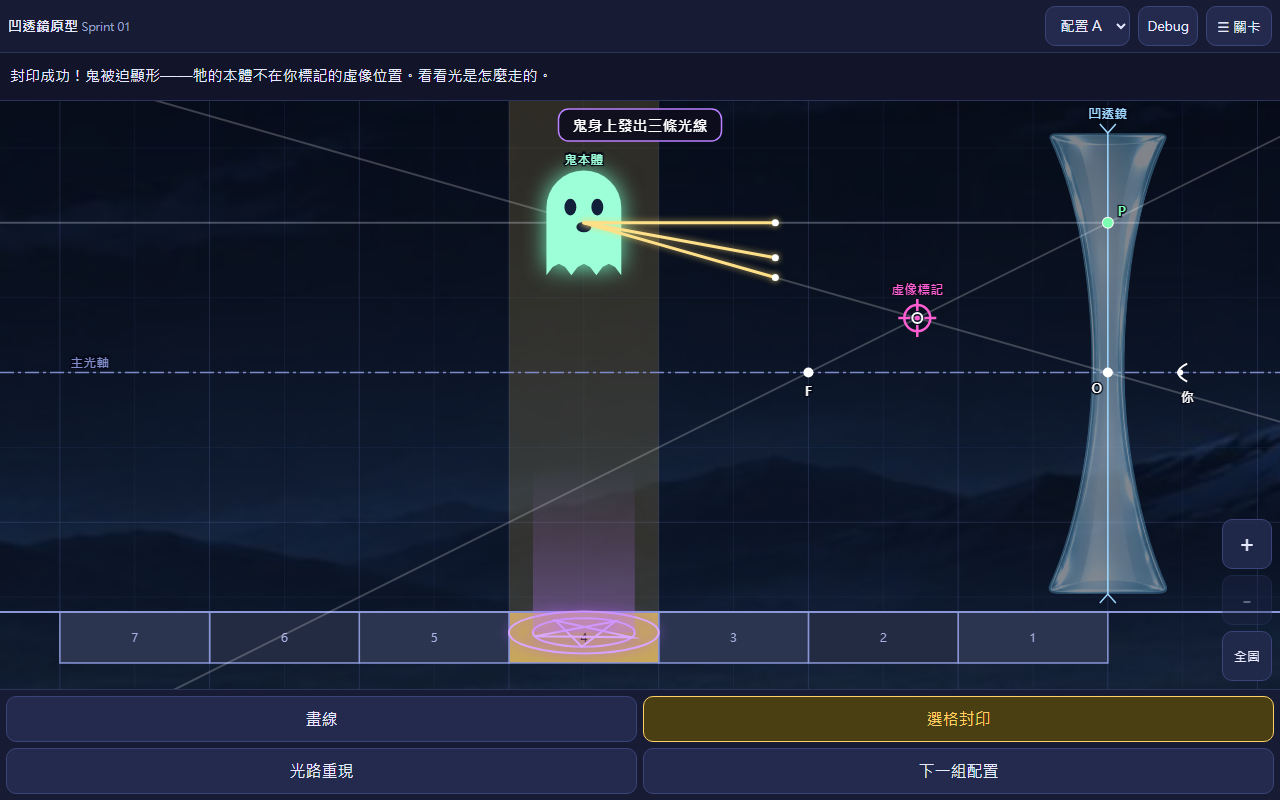 凹透鏡原型 Sprint 01
配置 A
Debug
☰ 關卡
封印成功！鬼被迫顯形——牠的本體不在你標記的虛像位置。看看光是怎麼走的。
鬼身上發出三條光線
凹透鏡
鬼本體
P
虛像標記
主光軸
F
O
你
+
−
全圖
7
6
5
4
3
2
1
畫線
選格封印
光路重現
下一組配置